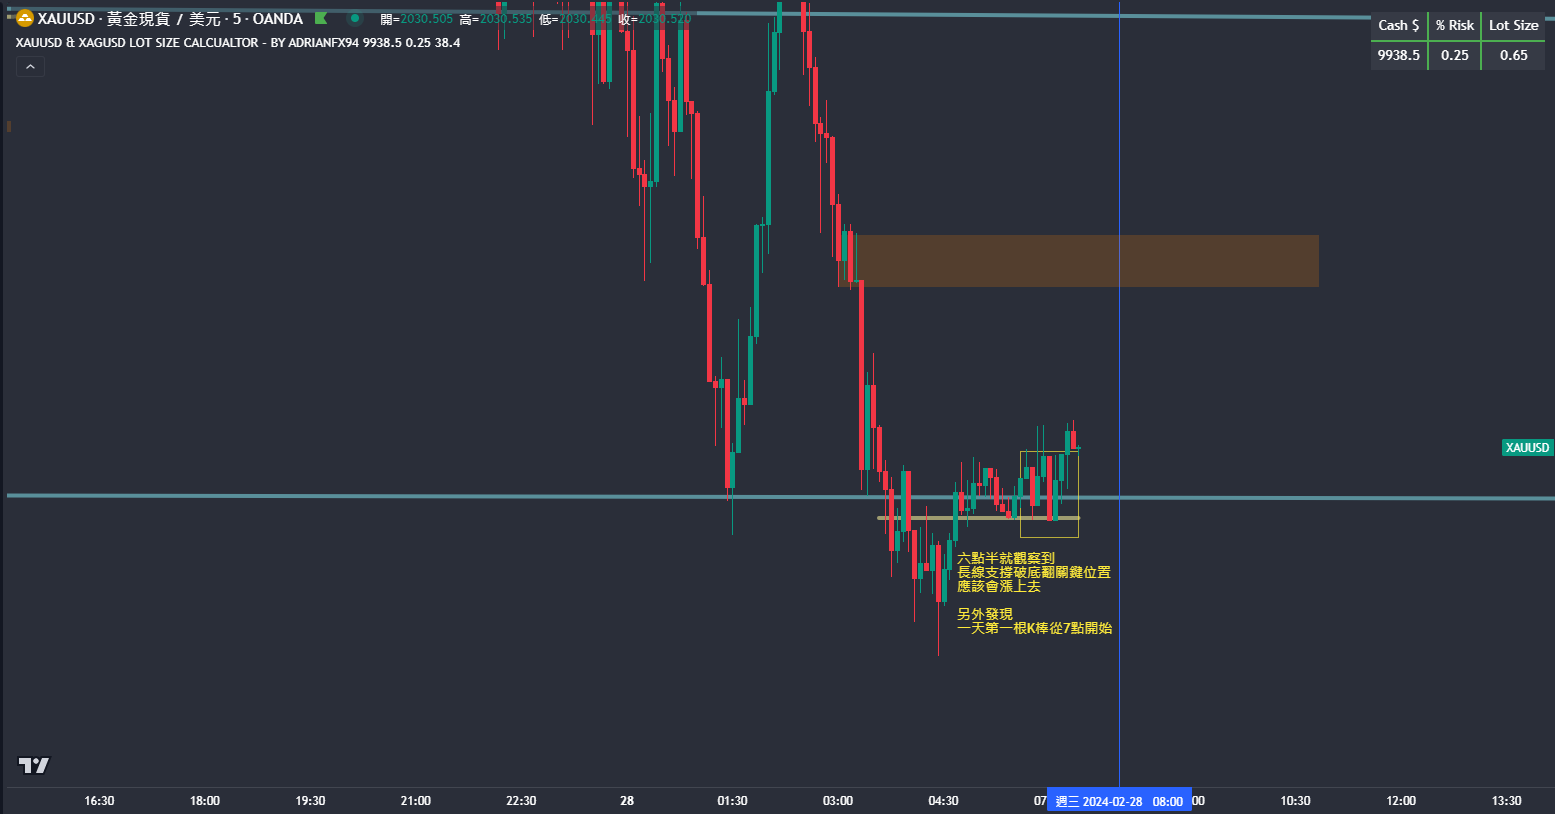 XAUUSD · 黃金現貨 / 美元 · 5 · OANDA 開=2030.505 高=2030.535 低=2030.445 收=2030.520
XAUUSD & XAGUSD LOT SIZE CALCUALTOR - BY ADRIANFX94 9938.5 0.25 38.4
Cash $ % Risk Lot Size
9938.5 0.25 0.65
XAUUSD
六點半就觀察到
長線支撐破底翻關鍵位置
應該會漲上去
另外發現
一天第一根K棒從7點開始
16:30 18:00 19:30 21:00 22:30 28 01:30 03:00 04:30 07 週三 2024-02-28 08:00 00 10:30 12:00 13:30